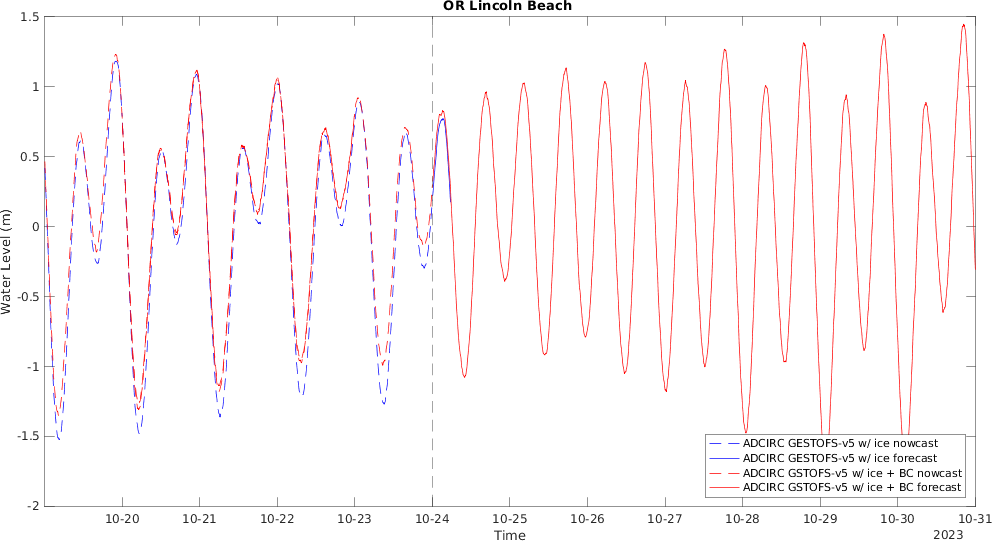 OR Lincoln Beach
1.5
1
0.5
0
-0.5
-1
-1.5
-2
Water Level (m)
10-20 10-21 10-22 10-23 10-24 10-25 10-26 10-27 10-28 10-29 10-30 10-31
Time
2023
ADCIRC GESTOFS-v5 w/ ice nowcast
ADCIRC GESTOFS-v5 w/ ice forecast
ADCIRC GSTOFS-v5 w/ ice + BC nowcast
ADCIRC GSTOFS-v5 w/ ice + BC forecast